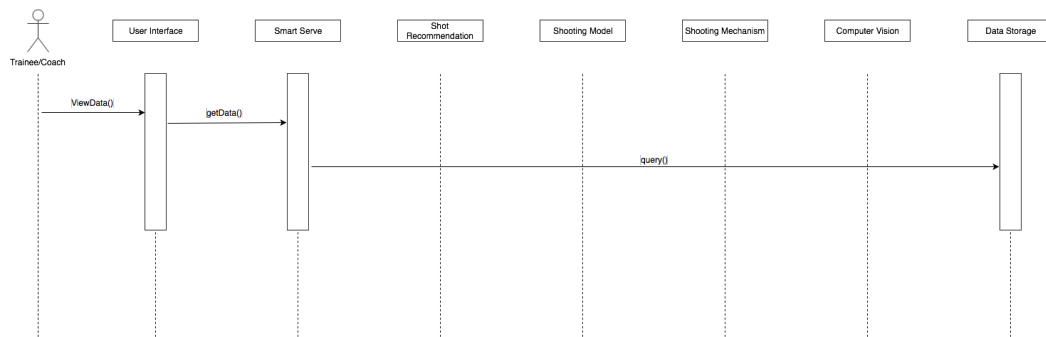 Trainee/Coach
User Interface
Smart Serve
Shot
Recommendation
Shooting Model
Shooting Mechanism
Computer Vision
Data Storage
ViewData()
getData()
query()